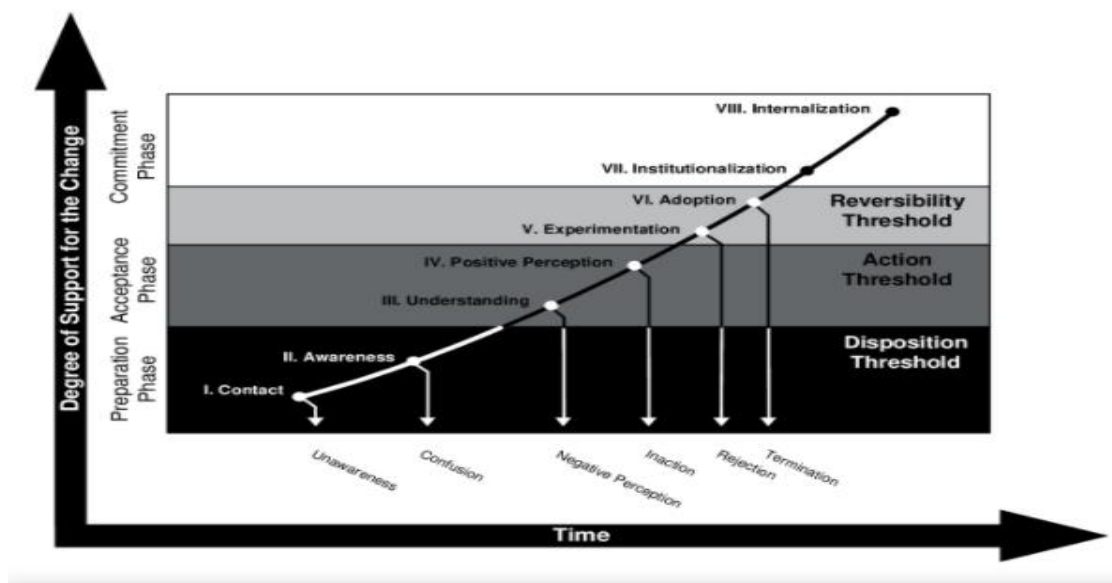 Degree of Support for the Change
Commitment
Phase
Acceptance
Phase
Preparation
Phase
VIII. Internalization
VII. Institutionalization
VI. Adoption
Reversibility
Threshold
V. Experimentation
IV. Positive Perception
Action
Threshold
III. Understanding
Disposition
Threshold
II. Awareness
I. Contact
Unawareness
Confusion
Negative Perception
Inaction
Rejection
Termination
Time